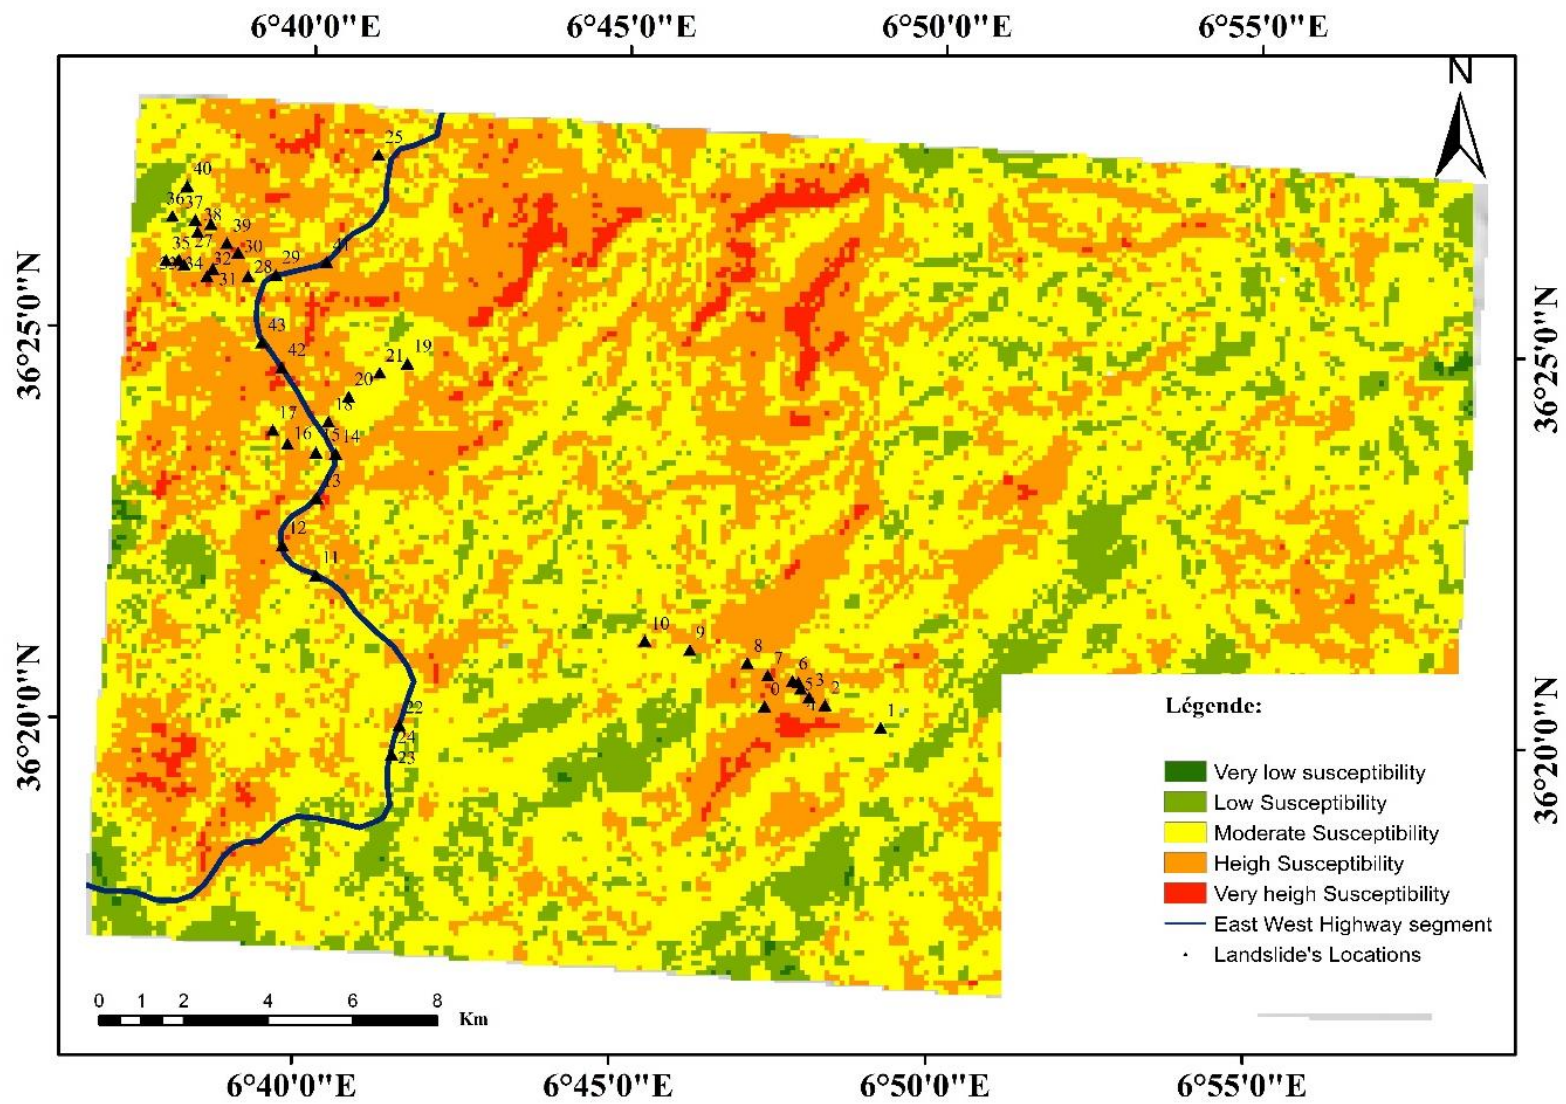 6°40'0"E 6°45'0"E 6°50'0"E 6°55'0"E
N
36°25'0"N
36°20'0"N
36°25'0"N
36°20'0"N
25
40
36 37
38 39
27
35 30
34 32 28 29 41
31
43
42
21 19
20
18
17
16 15 14
13
12
11
10 9
8
7 6
0 5 3 2
1
22
24
23
Légende:
Very low susceptibility
Low Susceptibility
Moderate Susceptibility
Heigh Susceptibility
Very heigh Susceptibility
East West Highway segment
Landslide's Locations
0 1 2 4 6 8
Km
6°40'0"E 6°45'0"E 6°50'0"E 6°55'0"E